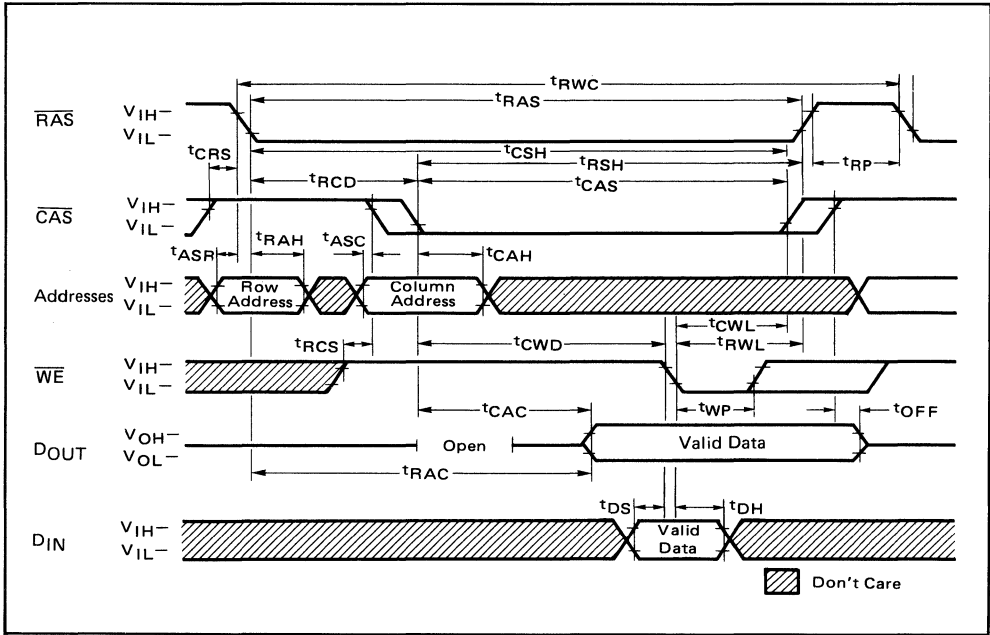 tRWC
tRAS
RAS
VIH–
VIL–
tCRS
tCSH
tRSH
tRP
tRCD
tCAS
CAS
VIH–
VIL–
tASR
tRAH
tASC
tCAH
Addresses
VIH–
VIL–
Row
Address
Column
Address
tCWL
tRCS
tCWD
tRWL
WE
VIH–
VIL–
tCAC
tWP
tOFF
DOUT
VOH–
VOL–
Open
Valid Data
tRAC
tDS
tDH
DIN
VIH–
VIL–
Valid
Data
Don't Care